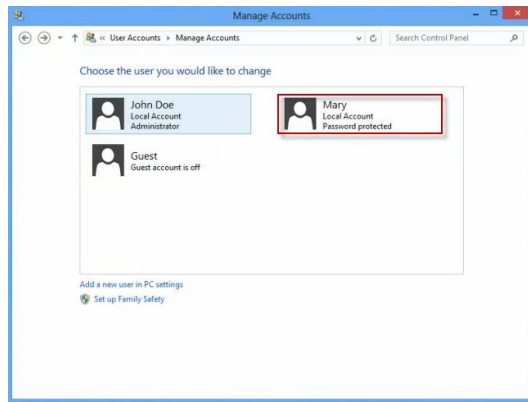 Manage Accounts
« User Accounts Manage Accounts
Search Control Panel
Choose the user you would like to change
John Doe
Local Account
Administrator
Mary
Local Account
Password protected
Guest
Guest account is off
Add a new user in PC settings
Set up Family Safety